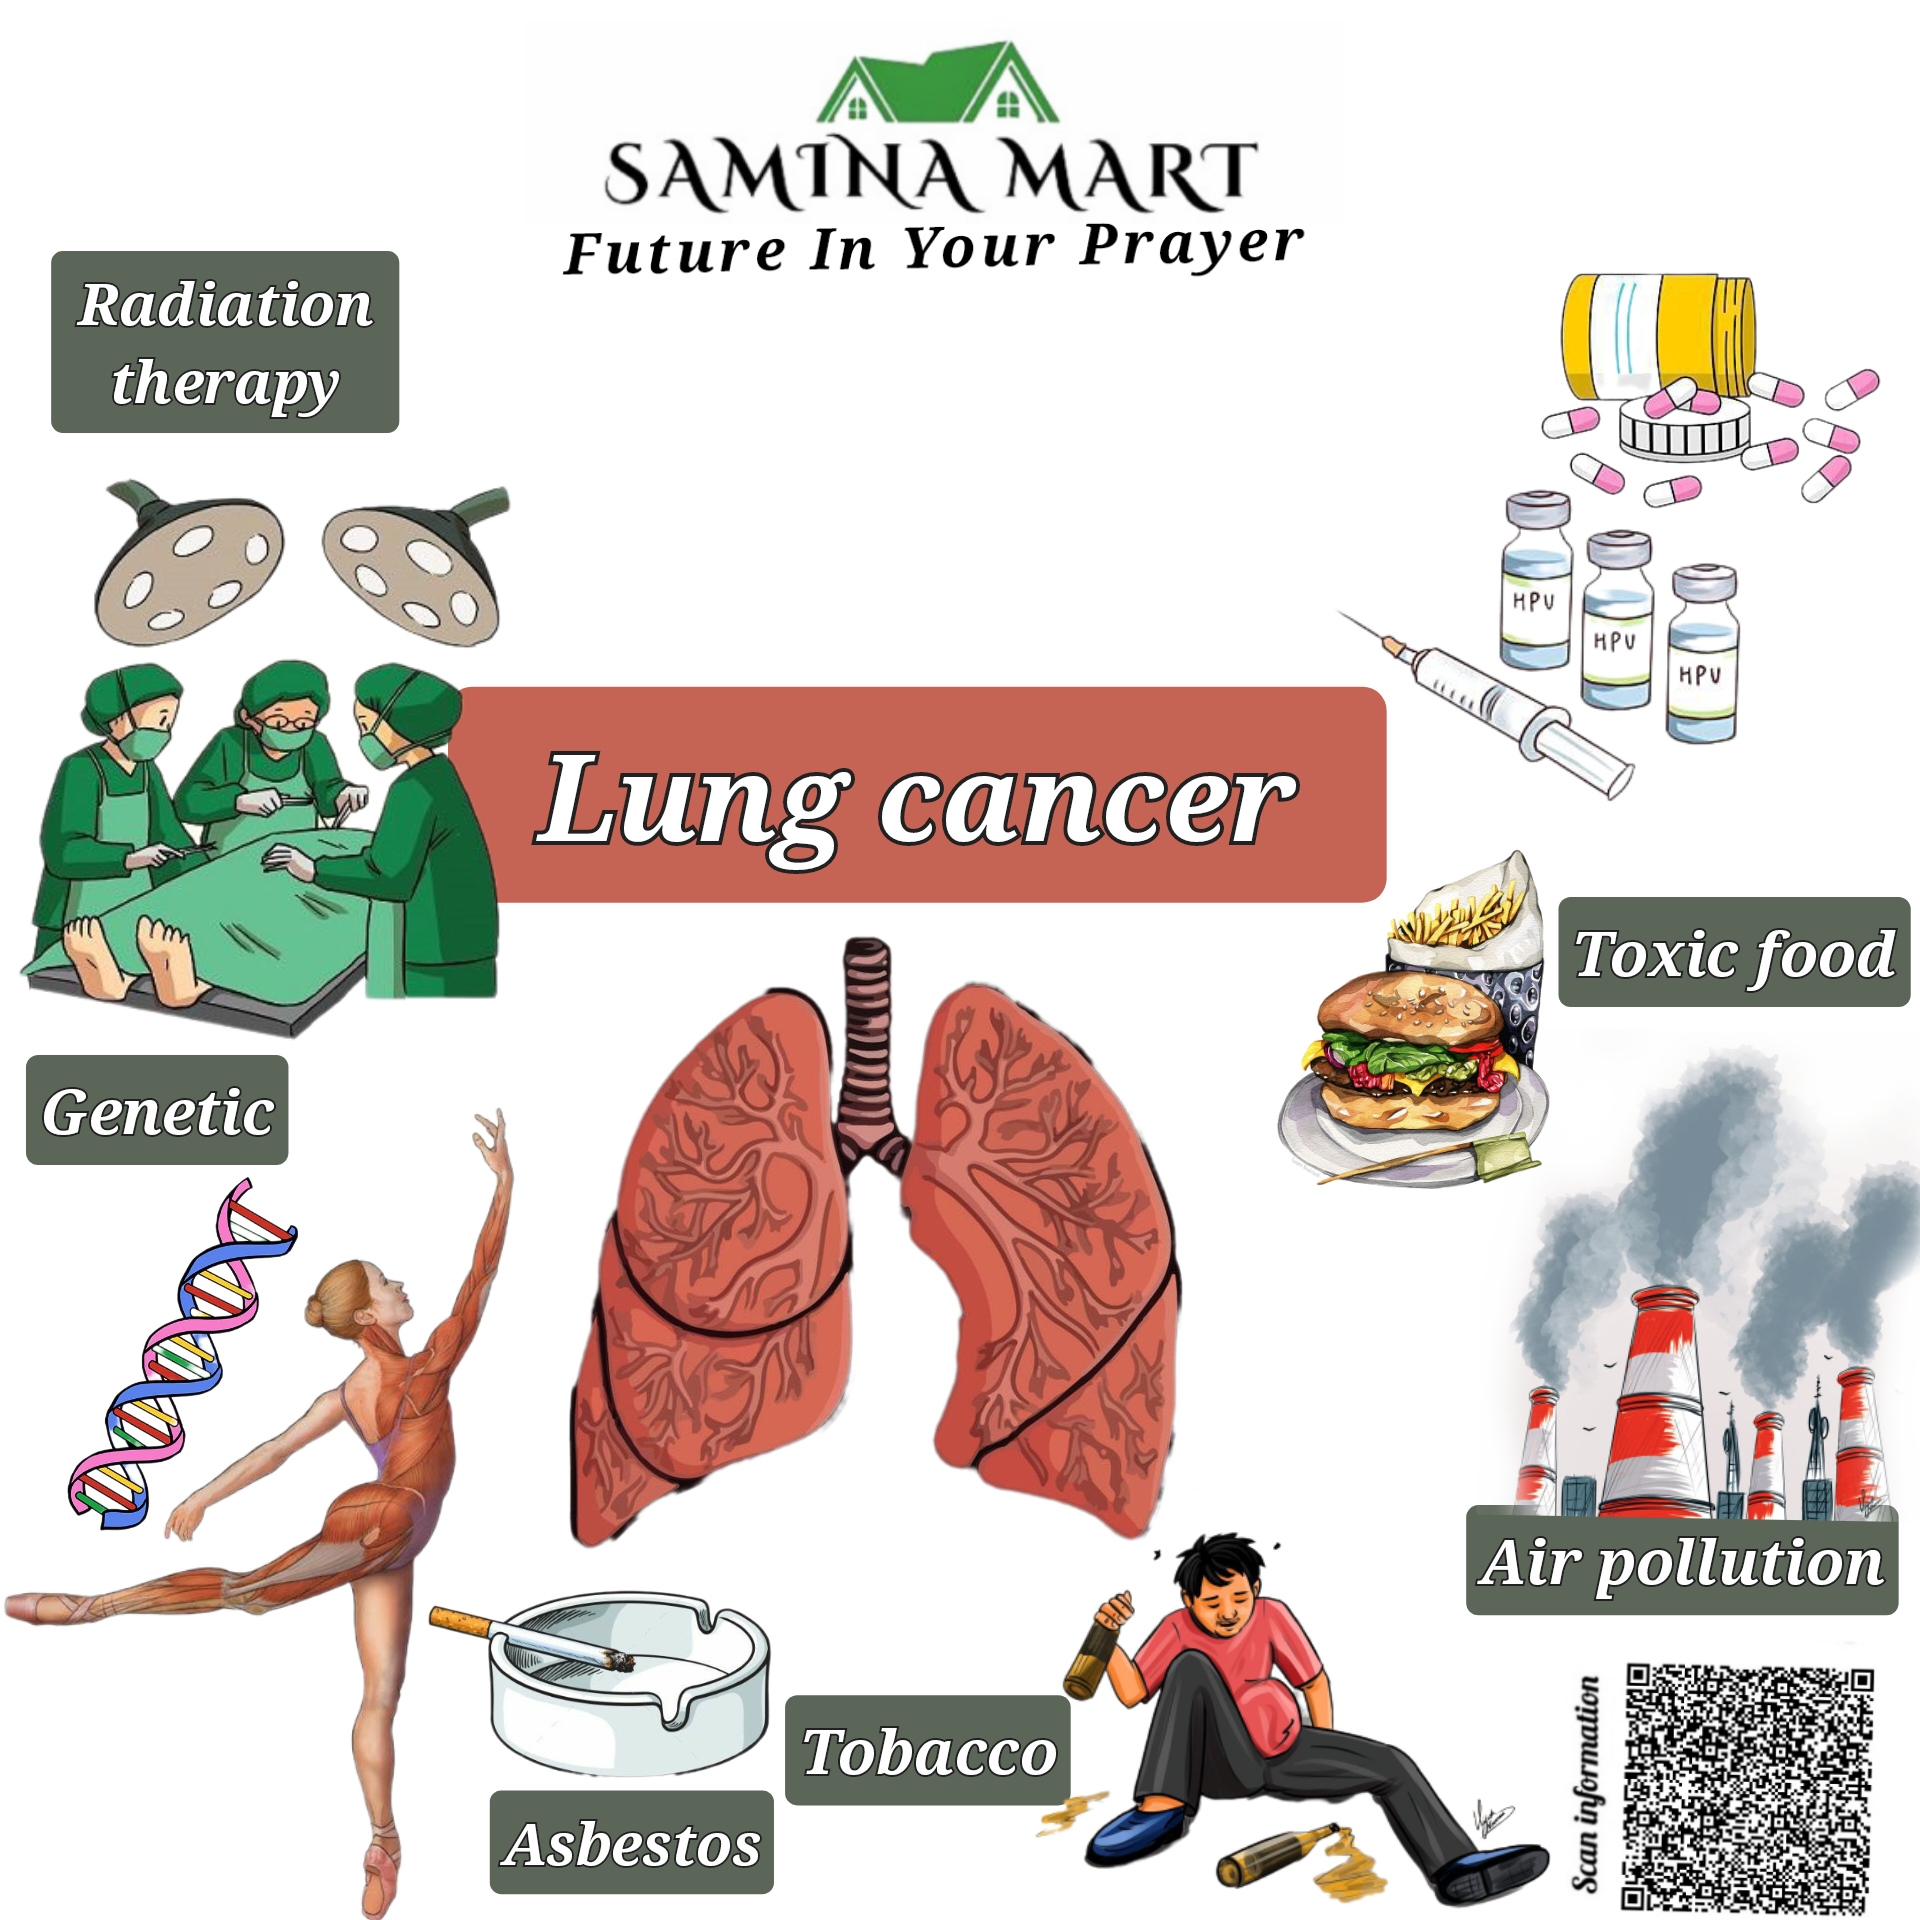 SAMINA MART
Future In Your Prayer
Radiation
therapy
HPV
HPV
HPV
Lung cancer
Toxic food
Genetic
Air pollution
Tobacco
Asbestos
Scan information